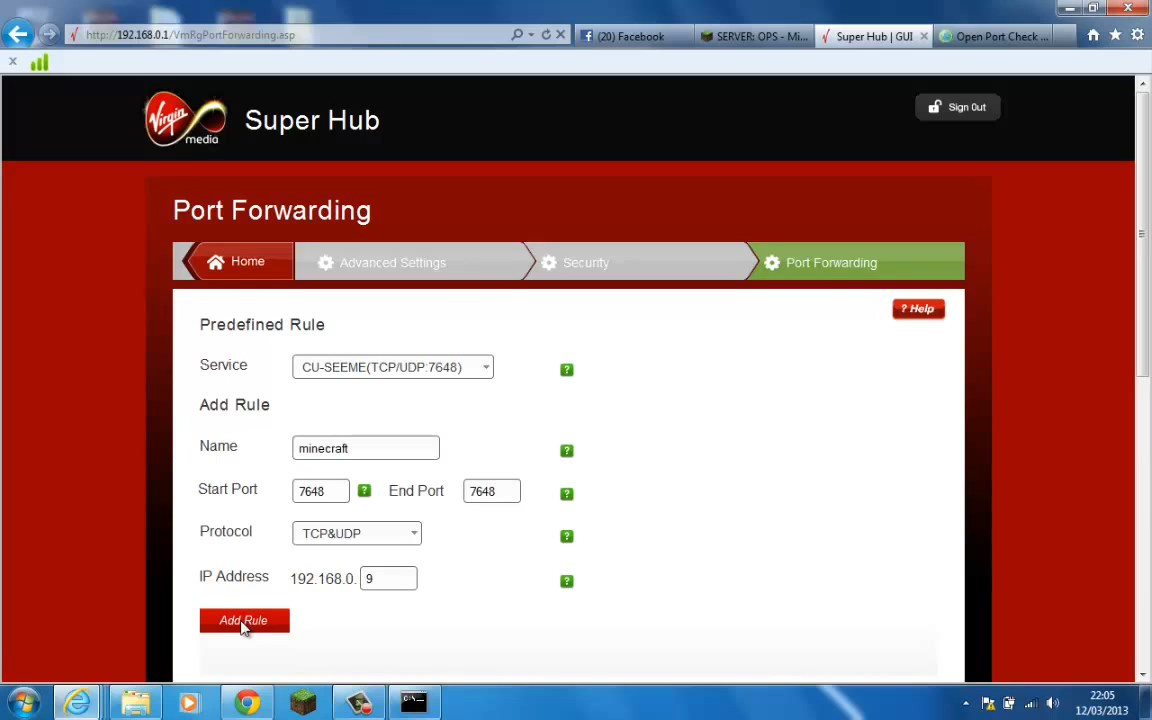 http://192.168.0.1/VmRgPortForwarding.asp
(20) Facebook
SERVER: OPS - Mi...
Super Hub | GUI
Open Port Check ...
Virgin media
Super Hub
Sign Out
Port Forwarding
Home
Advanced Settings
Security
Port Forwarding
? Help
Predefined Rule
Service
CU-SEEME(TCP/UDP:7648)
?
Add Rule
Name
minecraft
?
Start Port
7648
?
End Port
7648
?
Protocol
TCP&UDP
?
IP Address
192.168.0.
9
?
Add Rule
C:\_
22:05
12/03/2013